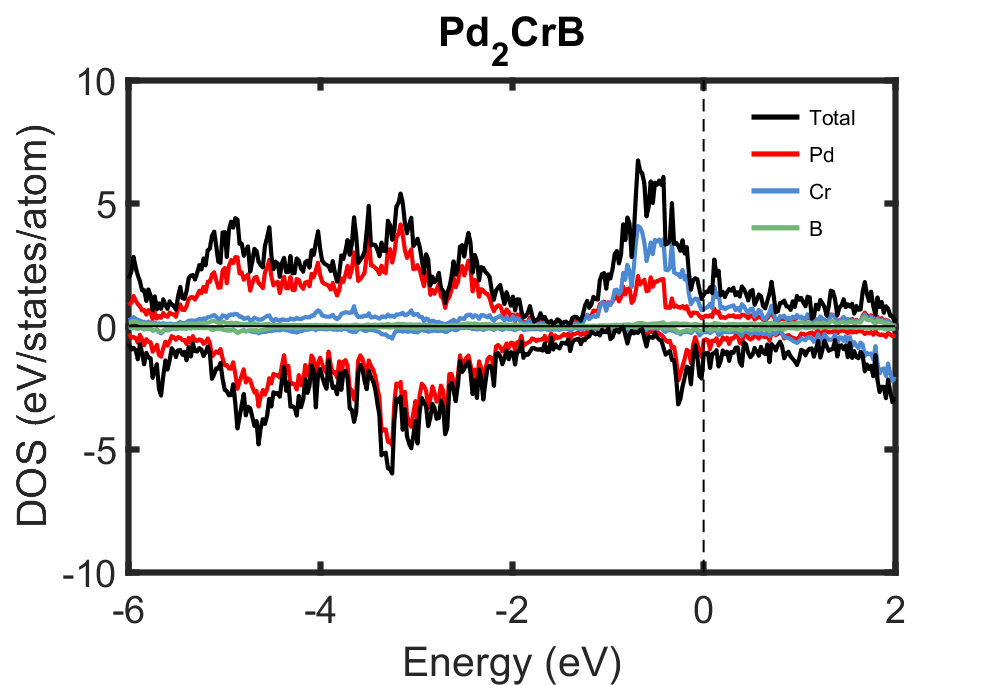 Pd₂CrB
DOS (eV/states/atom)
10
5
0
-5
-10
Total
Pd
Cr
B
-6 -4 -2 0 2
Energy (eV)